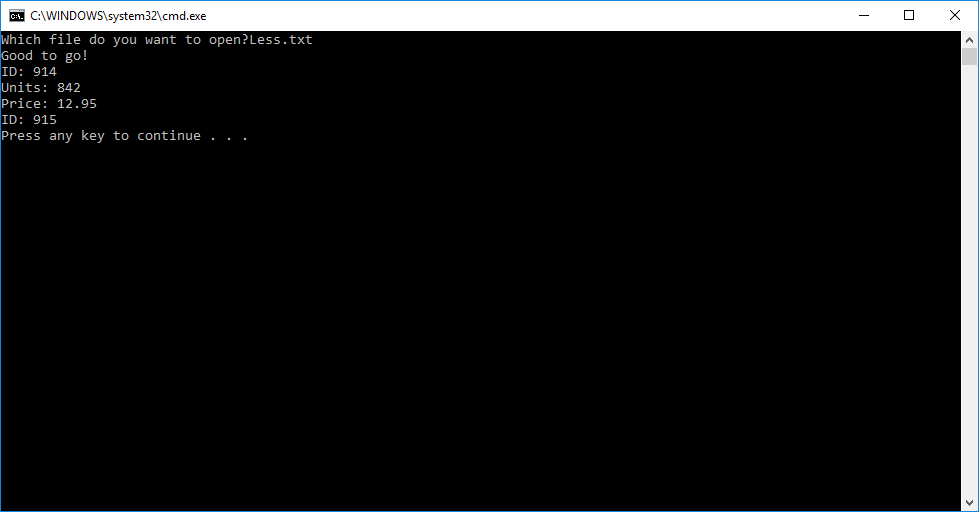 C:\WINDOWS\system32\cmd.exe
Which file do you want to open?Less.txt
Good to go!
ID: 914
Units: 842
Price: 12.95
ID: 915
Press any key to continue . . .